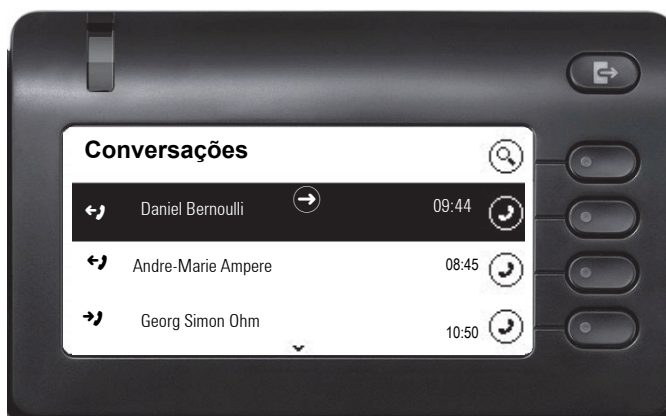 Conversações
Daniel Bernoulli 09:44
Andre-Marie Ampere 08:45
Georg Simon Ohm 10:50